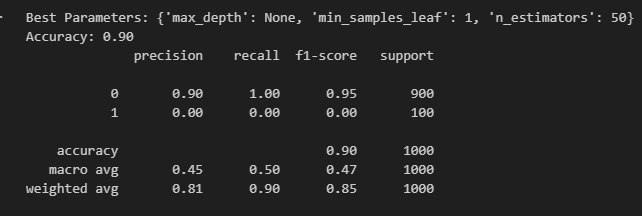 Best Parameters: {'max_depth': None, 'min_samples_leaf': 1, 'n_estimators': 50}
Accuracy: 0.90
precision recall f1-score support
0 0.90 1.00 0.95 900
1 0.00 0.00 0.00 100
accuracy 0.90 1000
macro avg 0.45 0.50 0.47 1000
weighted avg 0.81 0.90 0.85 1000